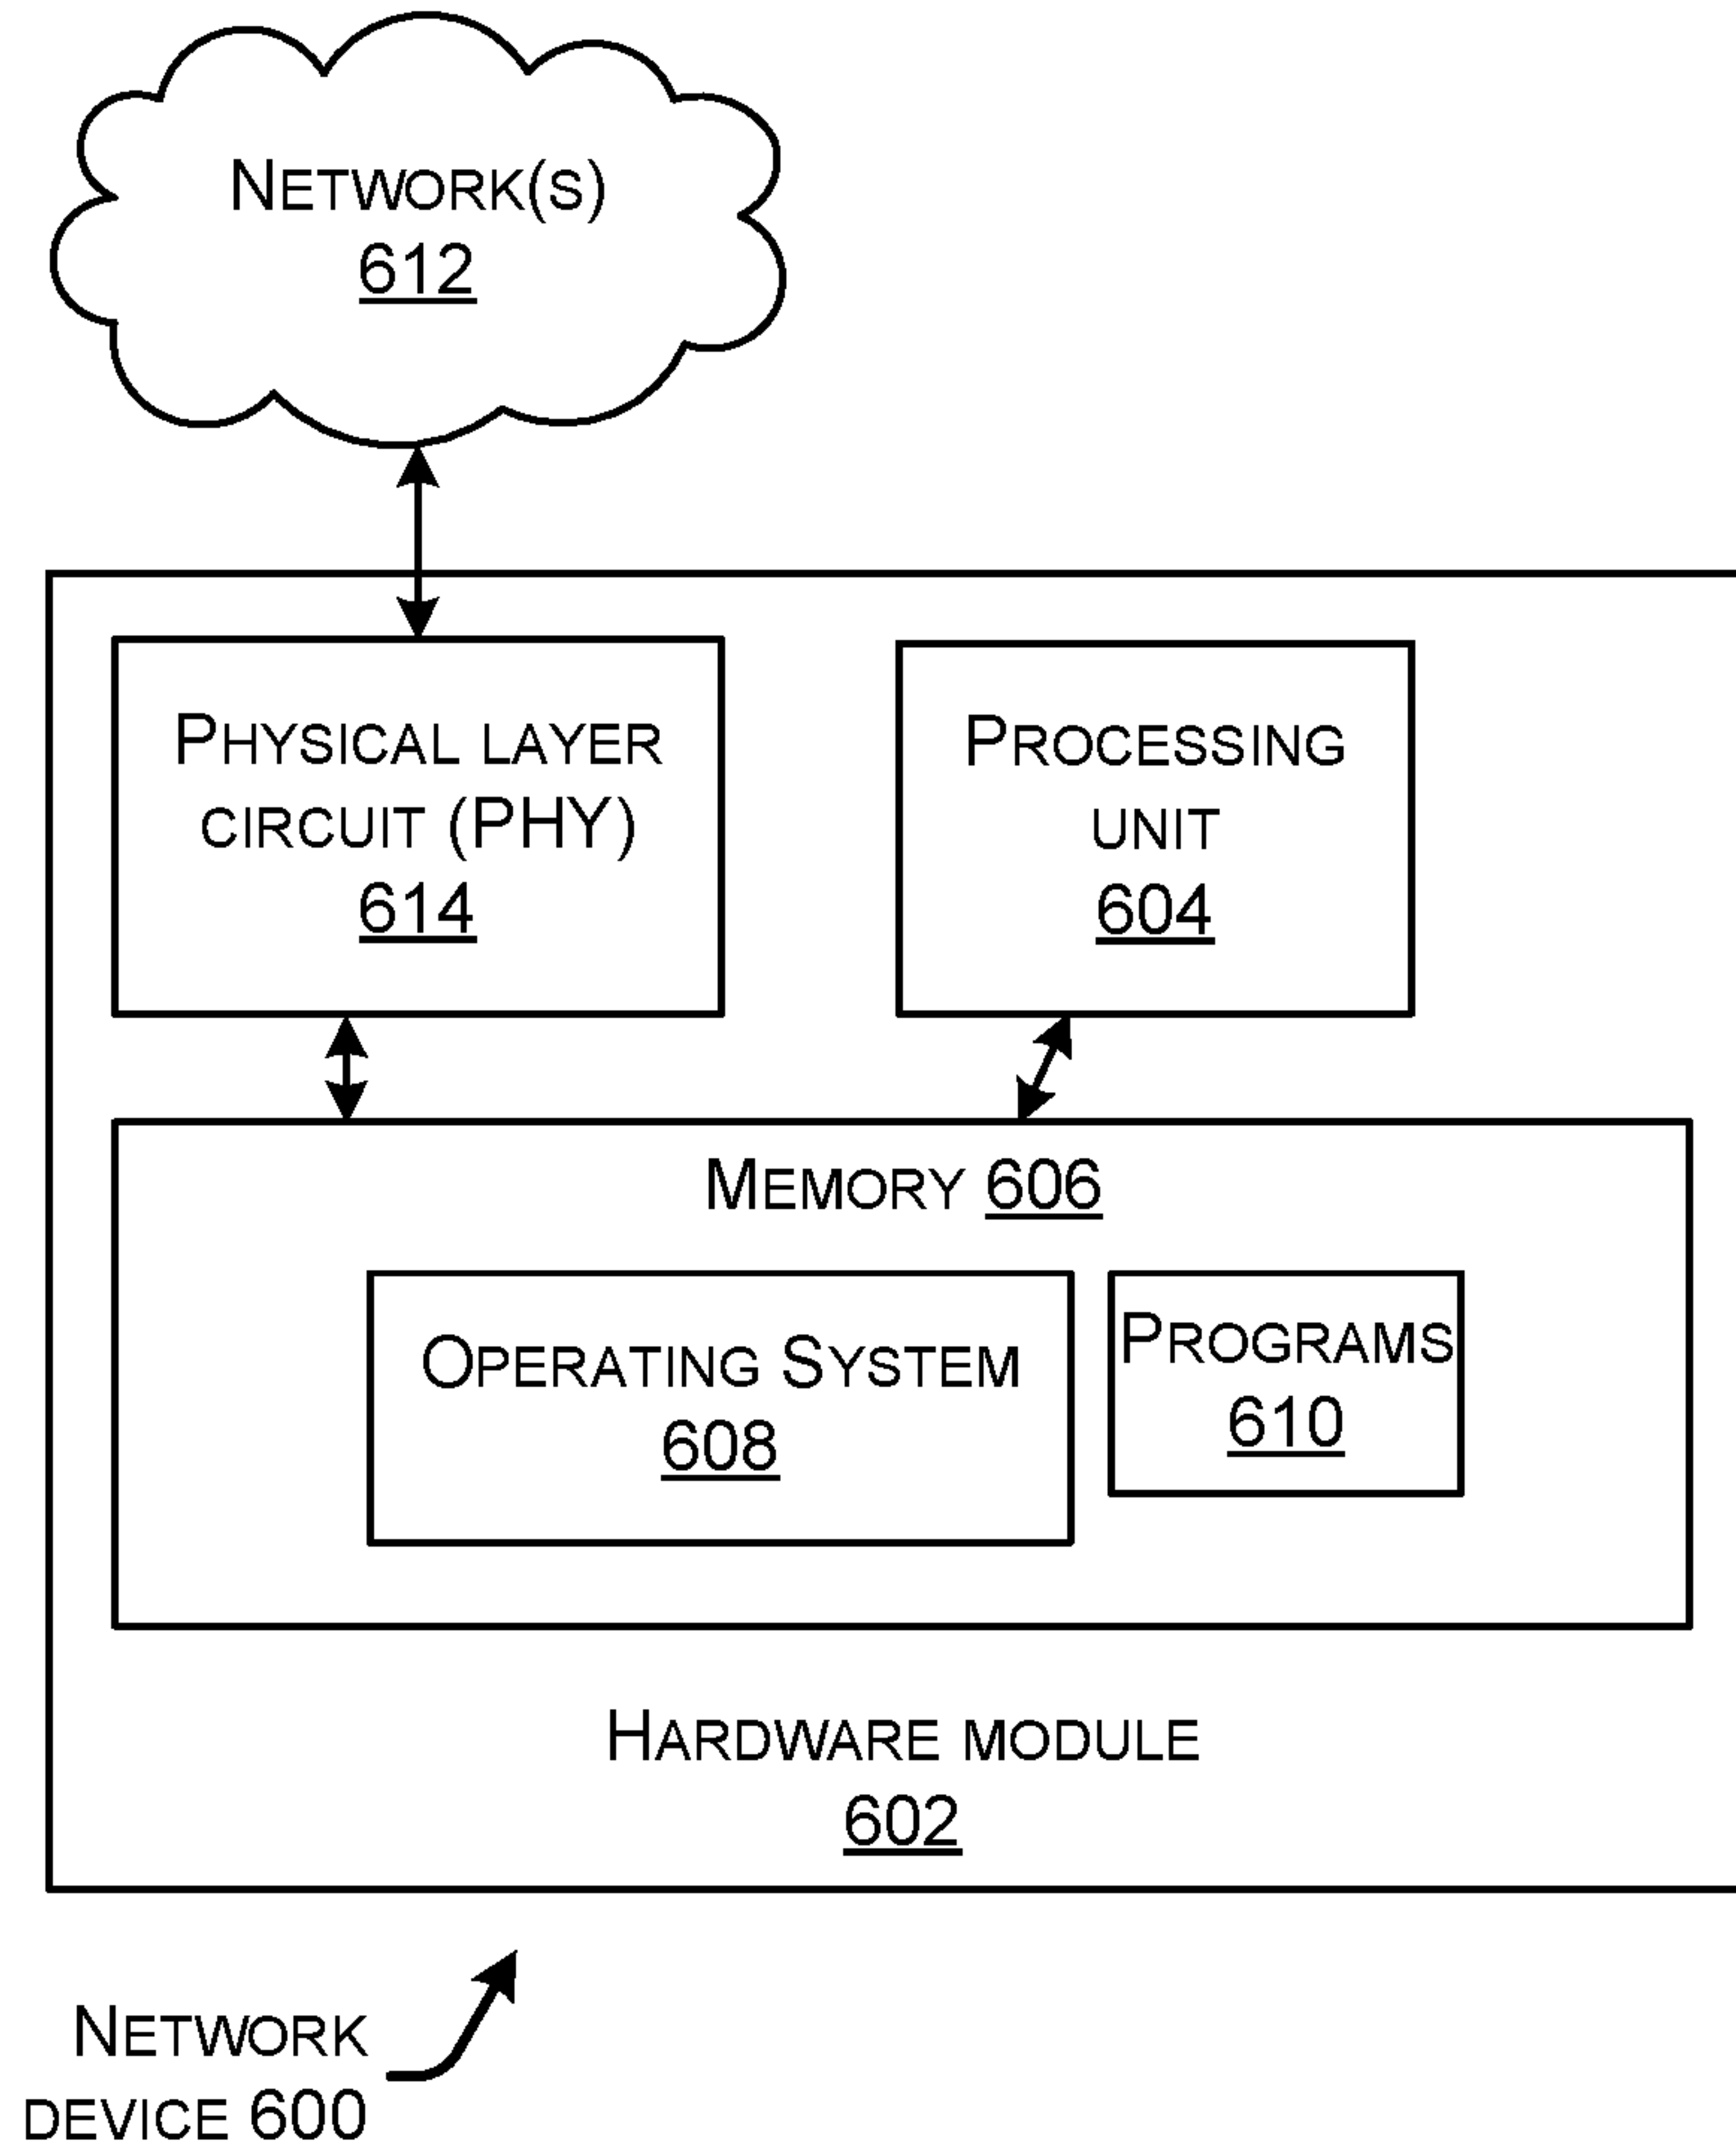 NETWORK(S)
612
PHYSICAL LAYER
CIRCUIT (PHY)
614
PROCESSING
UNIT
604
MEMORY 606
OPERATING SYSTEM
608
PROGRAMS
610
HARDWARE MODULE
602
NETWORK
DEVICE 600